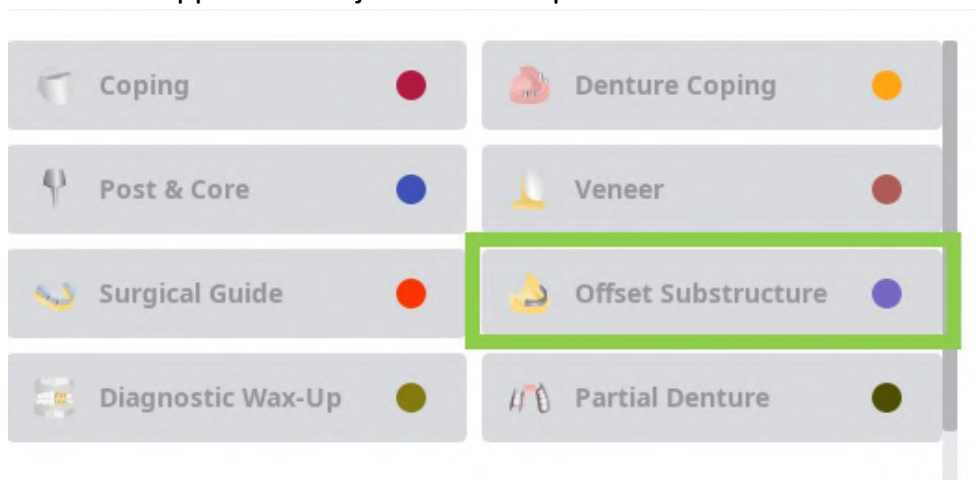 Coping
Denture Coping
Post & Core
Veneer
Surgical Guide
Offset Substructure
Diagnostic Wax-Up
Partial Denture